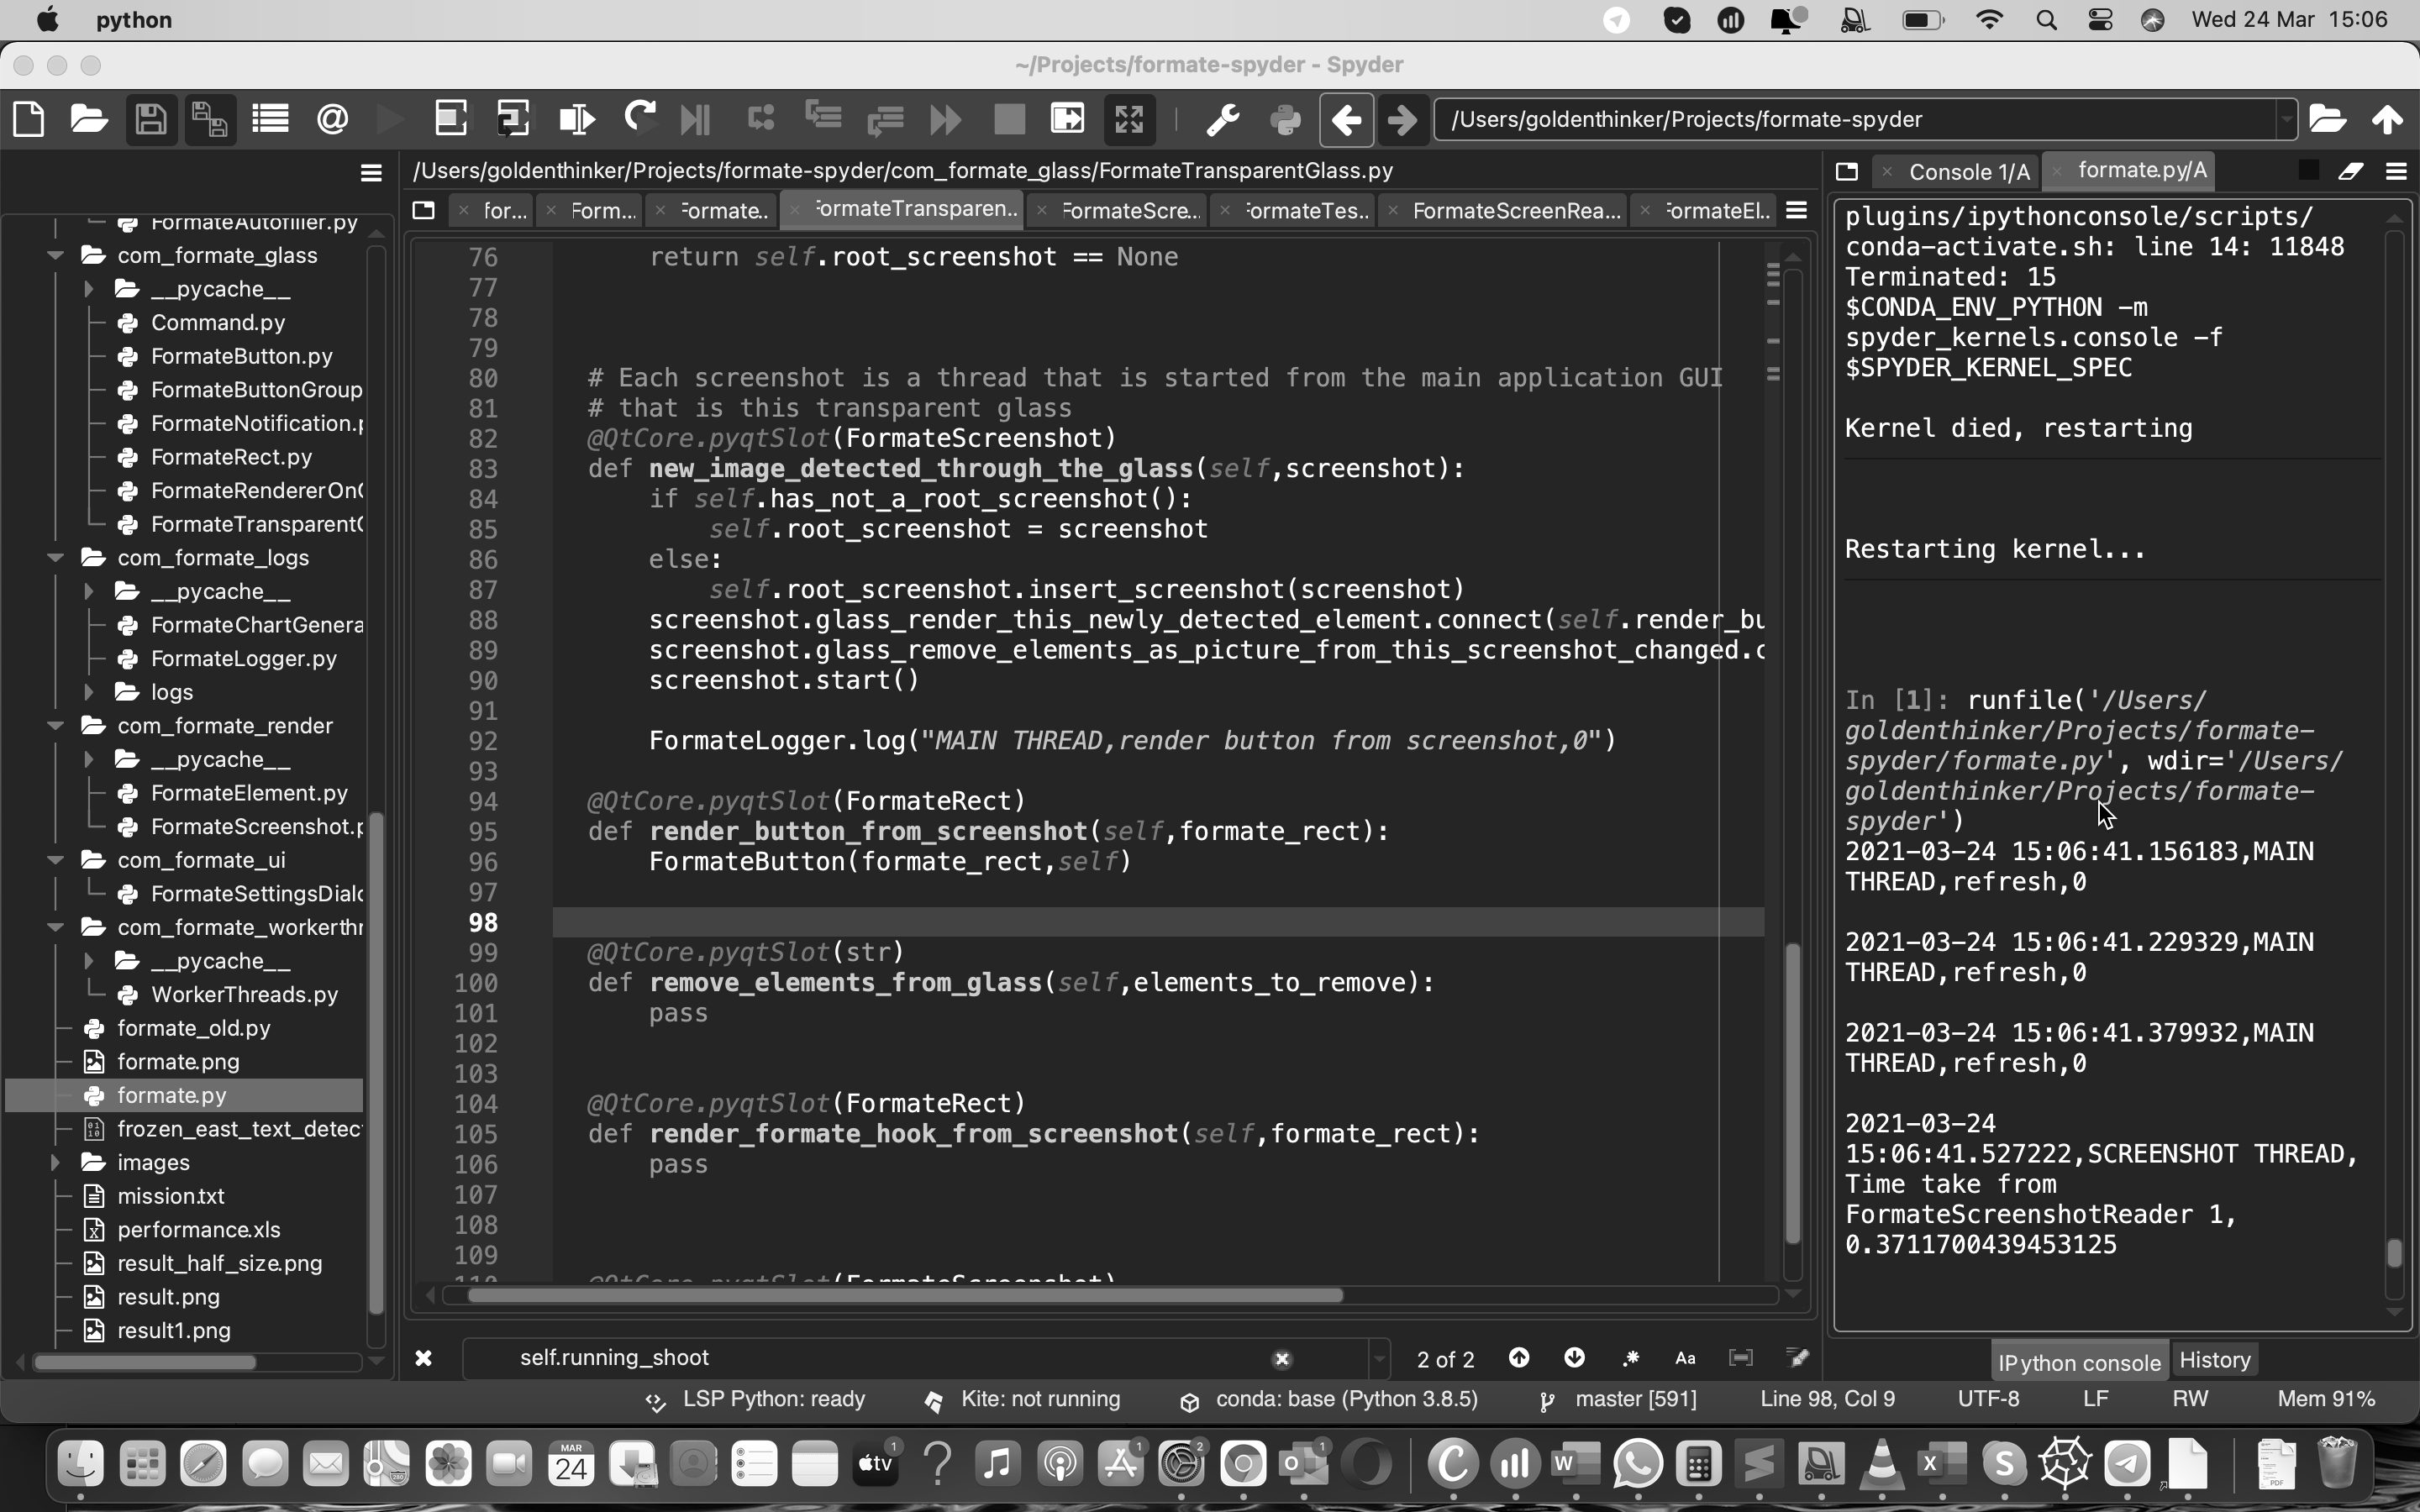 python
Wed 24 Mar 15:06
~/Projects/formate-spyder - Spyder
/Users/goldenthinker/Projects/formate-spyder
/Users/goldenthinker/Projects/formate-spyder/com_formate_glass/FormateTransparentGlass.py
for...
Form...
Formate..
ormateTransparen..
FormateScre...
ormateTes..
FormateScreenRea...
ormateEl..
FormateAutofiller.py
com_formate_glass
__pycache__
Command.py
FormateButton.py
FormateButtonGroup
FormateNotification.p
FormateRect.py
FormateRendererOn
FormateTransparent
com_formate_logs
__pycache__
FormateChartGenera
FormateLogger.py
logs
com_formate_render
__pycache__
FormateElement.py
FormateScreenshot.p
com_formate_ui
FormateSettingsDialo
com_formate_workerthr
__pycache__
WorkerThreads.py
formate_old.py
formate.png
formate.py
frozen_east_text_detec
images
mission.txt
performance.xls
result_half_size.png
result.png
result1.png
76 return self.root_screenshot == None
77
78
79
80 # Each screenshot is a thread that is started from the main application GUI
81 # that is this transparent glass
82 @QtCore.pyqtSlot(FormateScreenshot)
83 def new_image_detected_through_the_glass(self,screenshot):
84 if self.has_not_a_root_screenshot():
85 self.root_screenshot = screenshot
86 else:
87 self.root_screenshot.insert_screenshot(screenshot)
88 screenshot.glass_render_this_newly_detected_element.connect(self.render_bu
89 screenshot.glass_remove_elements_as_picture_from_this_screenshot_changed.c
90 screenshot.start()
91
92 FormateLogger.log("MAIN THREAD,render button from screenshot,0")
93
94 @QtCore.pyqtSlot(FormateRect)
95 def render_button_from_screenshot(self,formate_rect):
96 FormateButton(formate_rect,self)
97
98
99 @QtCore.pyqtSlot(str)
100 def remove_elements_from_glass(self,elements_to_remove):
101 pass
102
103
104 @QtCore.pyqtSlot(FormateRect)
105 def render_formate_hook_from_screenshot(self,formate_rect):
106 pass
107
108
109
110 @QtCore.pyqtSlot(FormateScreenshot)
self.running_shoot
2 of 2
Aa
Console 1/A
formate.py/A
plugins/ipythonconsole/scripts/
conda-activate.sh: line 14: 11848
Terminated: 15
$CONDA_ENV_PYTHON -m
spyder_kernels.console -f
$SPYDER_KERNEL_SPEC
Kernel died, restarting
Restarting kernel...
In [1]: runfile('/Users/
goldenthinker/Projects/formate-
spyder/formate.py', wdir='/Users/
goldenthinker/Projects/formate-
spyder')
2021-03-24 15:06:41.156183,MAIN
THREAD,refresh,0
2021-03-24 15:06:41.229329,MAIN
THREAD,refresh,0
2021-03-24 15:06:41.379932,MAIN
THREAD,refresh,0
2021-03-24
15:06:41.527222,SCREENSHOT THREAD,
Time take from
FormateScreenshotReader 1,
0.3711700439453125
IPython console
History
LSP Python: ready
Kite: not running
conda: base (Python 3.8.5)
master [591]
Line 98, Col 9
UTF-8
LF
RW
Mem 91%
MAR
24
tv
1
1
2
1
PDF